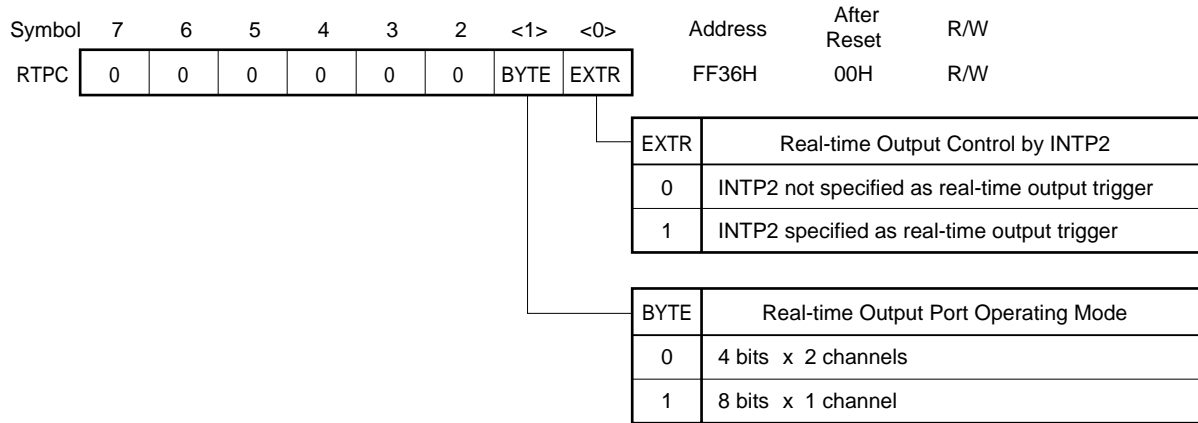 Symbol 7 6 5 4 3 2 <1> <0> Address After Reset R/W
RTPC 0 0 0 0 0 0 BYTE EXTR FF36H 00H R/W
EXTR Real-time Output Control by INTP2
0 INTP2 not specified as real-time output trigger
1 INTP2 specified as real-time output trigger
BYTE Real-time Output Port Operating Mode
0 4 bits x 2 channels
1 8 bits x 1 channel